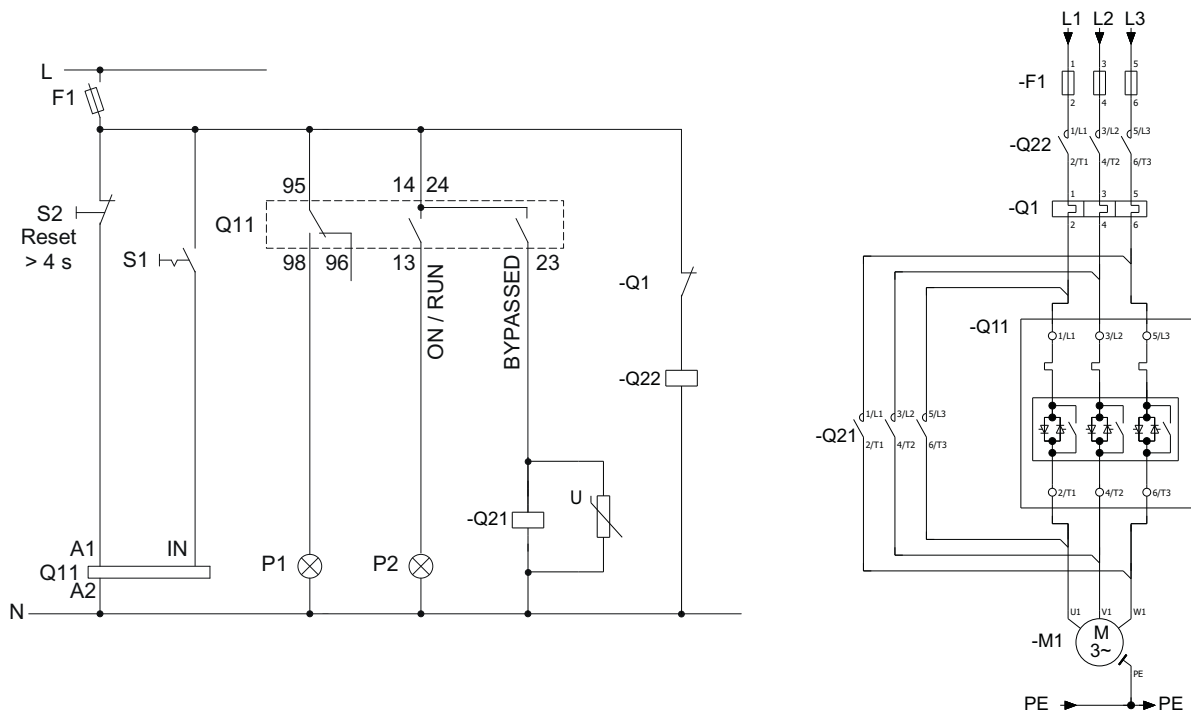 L
F1
S2
Reset
> 4 s
S1
95
14 24
Q11
98 96 13 23
ON / RUN
BYPASSED
-Q1
-Q22
-Q21
U
A1 IN
Q11
A2
P1
P2
N
L1 L2 L3
-F1
1 3 5
2 4 6
-Q22
1/L1 3/L2 5/L3
2/T1 4/T2 6/T3
-Q1
1 3 5
2 4 6
-Q11
1/L1 3/L2 5/L3
-Q21
1/L1 3/L2 5/L3
2/T1 4/T2 6/T3
2/T1 4/T2 6/T3
U1 V1 W1
-M1
M
3~
PE
PE PE